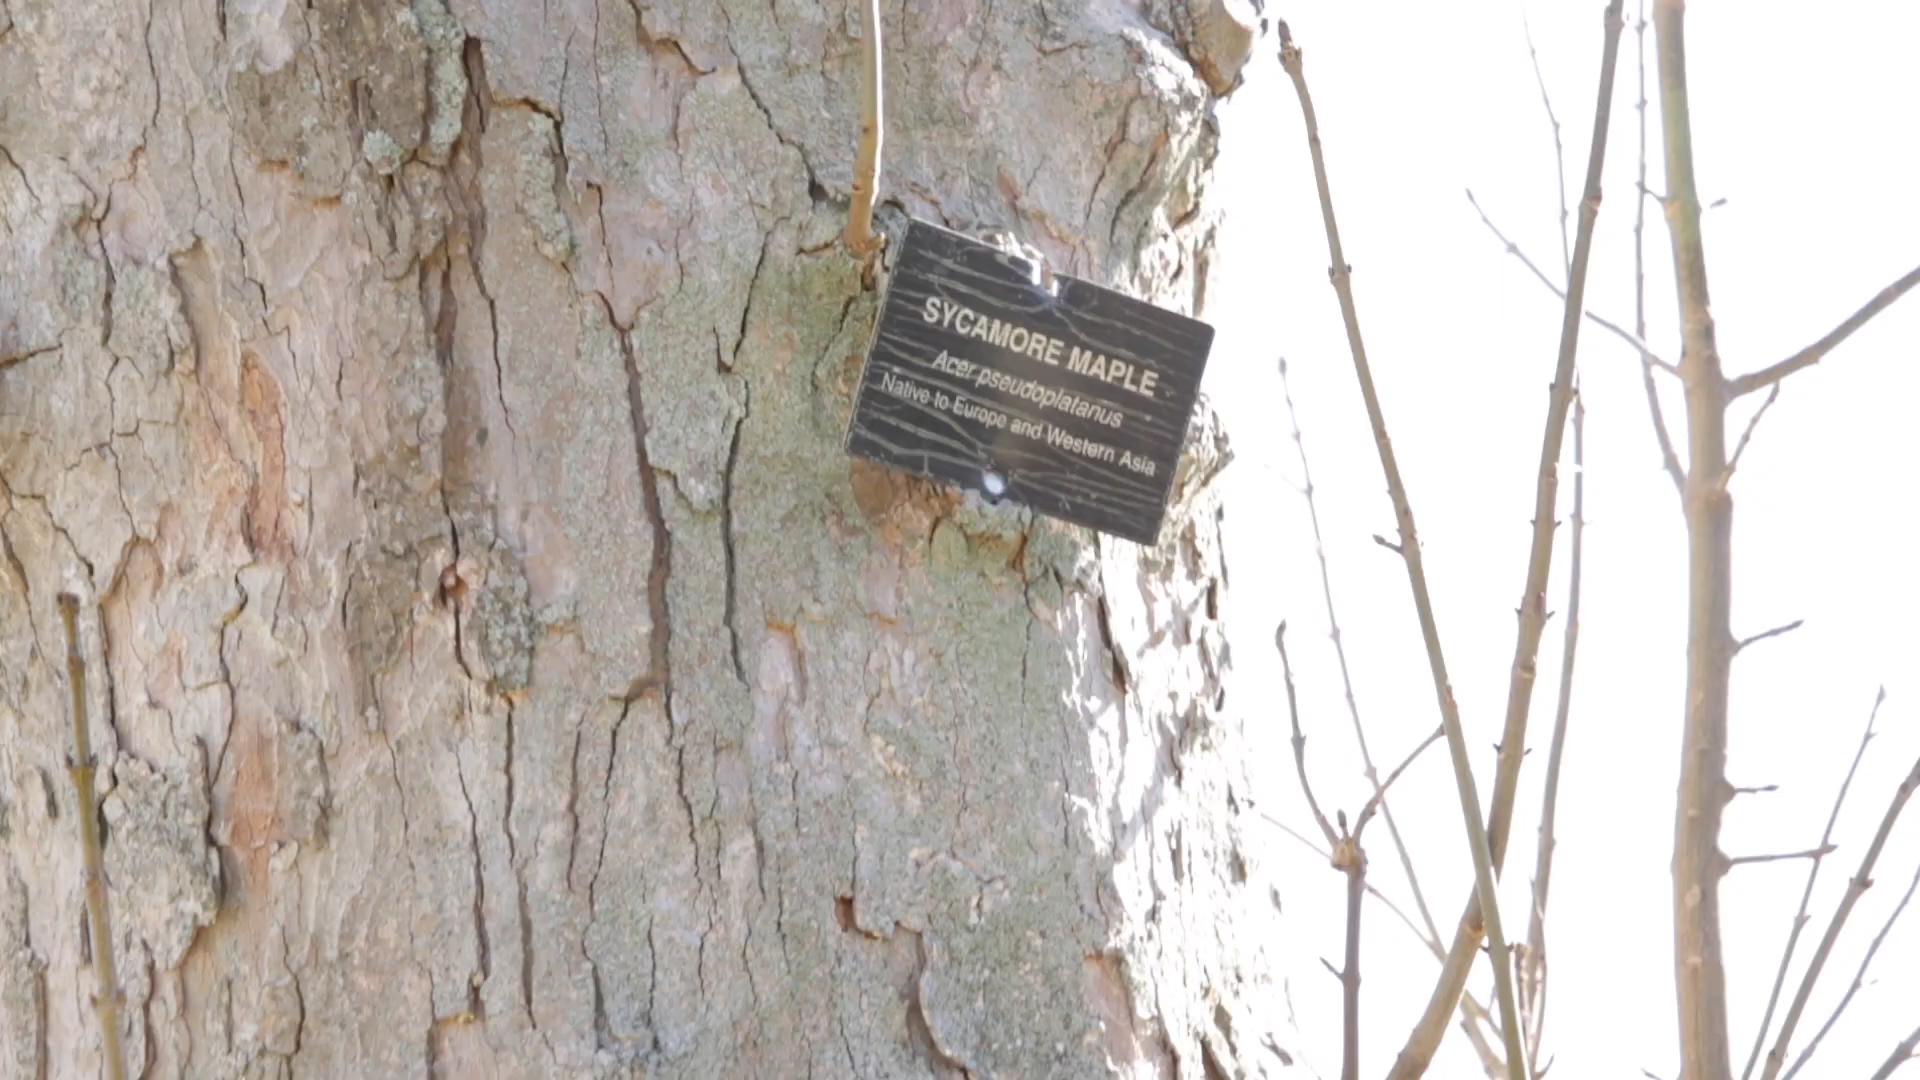 SYCAMORE MAPLE
Acer pseudoplatanus
Native to Europe and Western Asia